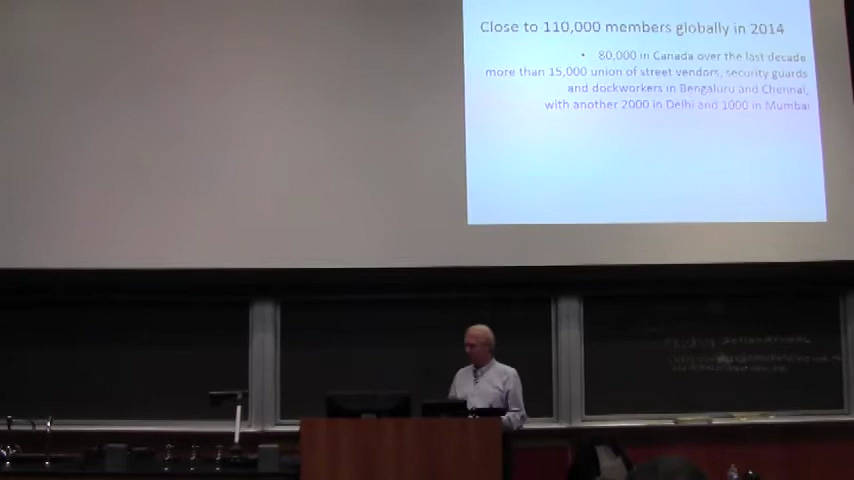 Close to 110,000 members globally in 2014
• 80,000 in Canada over the last decade
more than 15,000 union of street vendors, security guards
and dockworkers in Bengaluru and Chennai,
with another 2000 in Delhi and 1000 in Mumbai